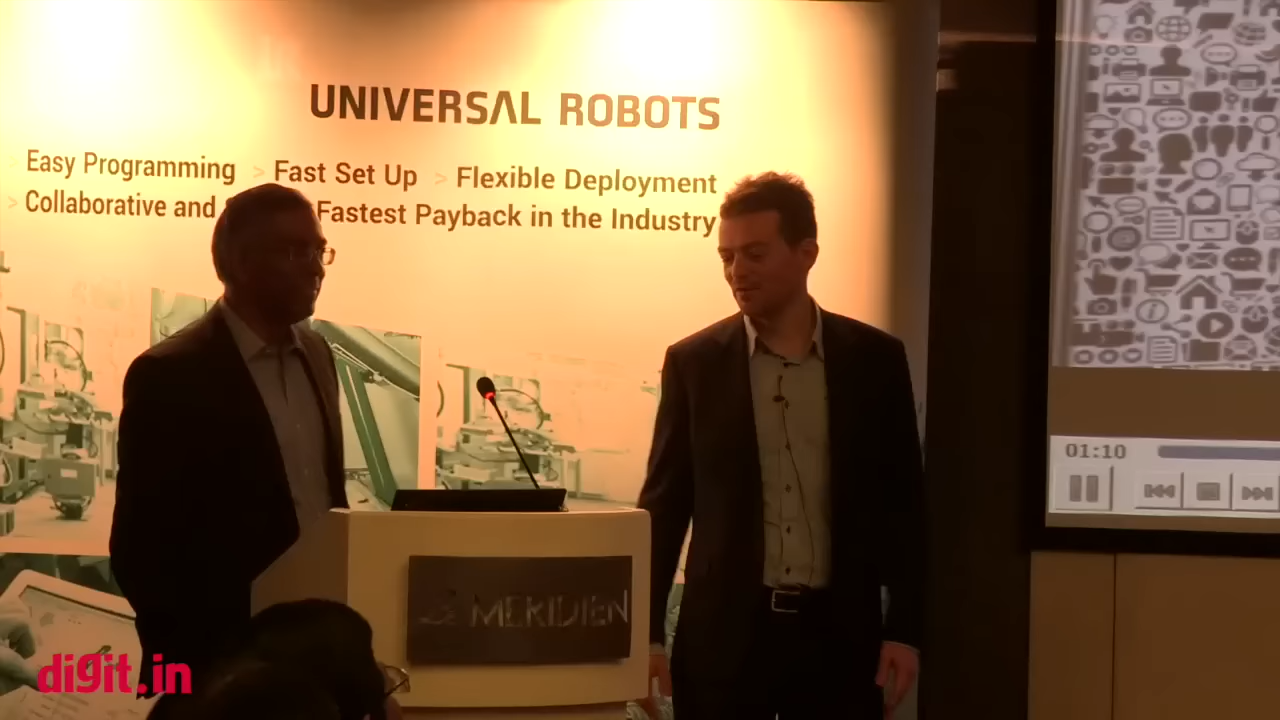 UNIVERSAL ROBOTS
Easy Programming > Fast Set Up > Flexible Deployment
> Collaborative and Fastest Payback in the Industry
MERIDIEN
01:10
digit.in